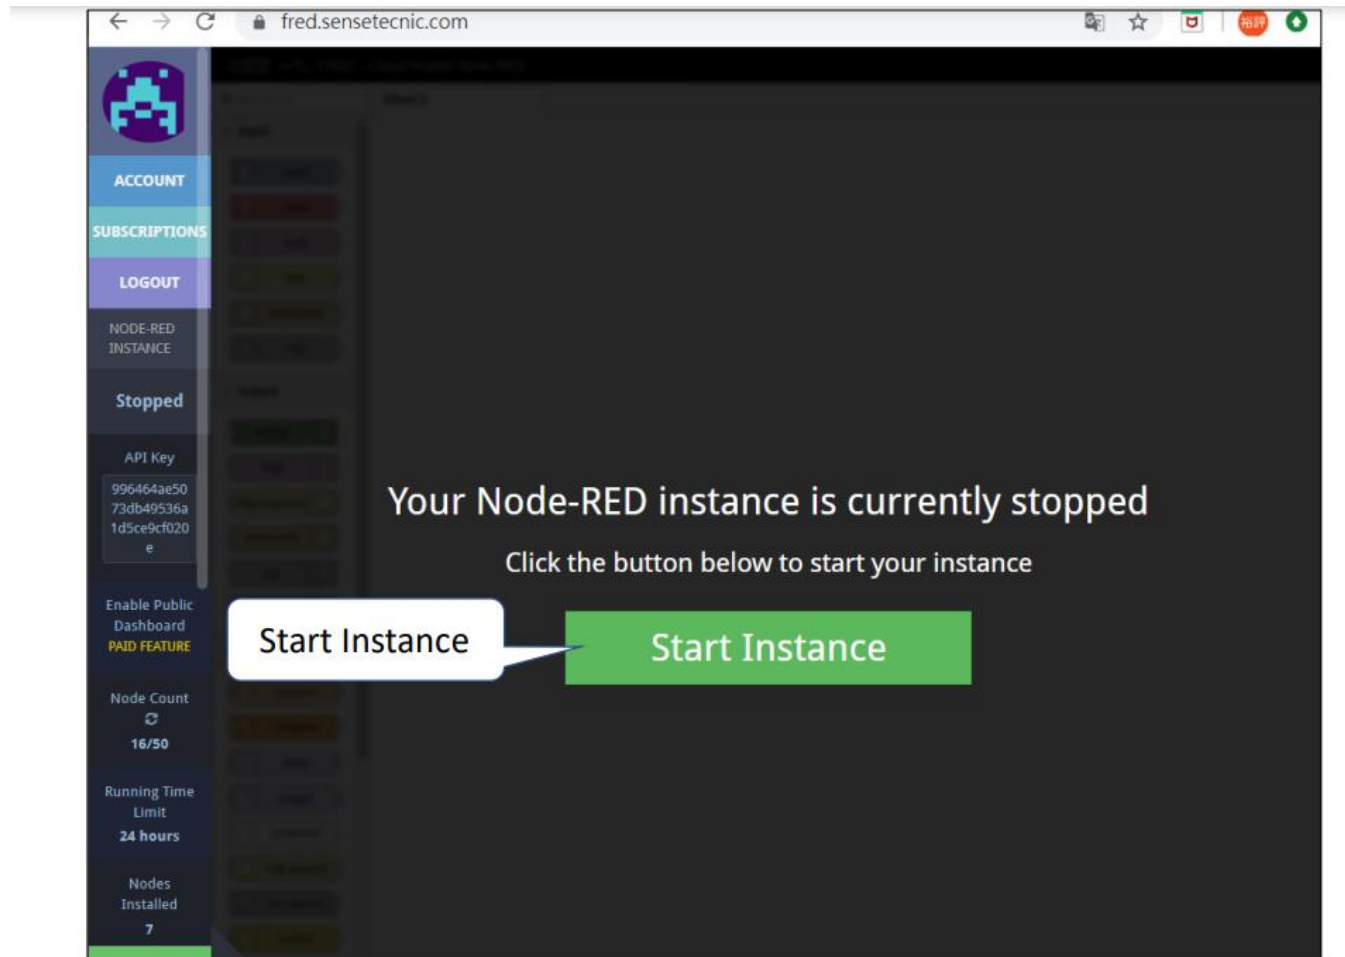 fred.sensetecnic.com
裕評
ACCOUNT
SUBSCRIPTIONS
LOGOUT
NODE-RED
INSTANCE
Stopped
API Key
996464ae50
73db49536a
1d5ce9cf020
e
Enable Public
Dashboard
PAID FEATURE
Node Count
16/50
Running Time
Limit
24 hours
Nodes
Installed
7
Your Node-RED instance is currently stopped
Click the button below to start your instance
Start Instance
Start Instance